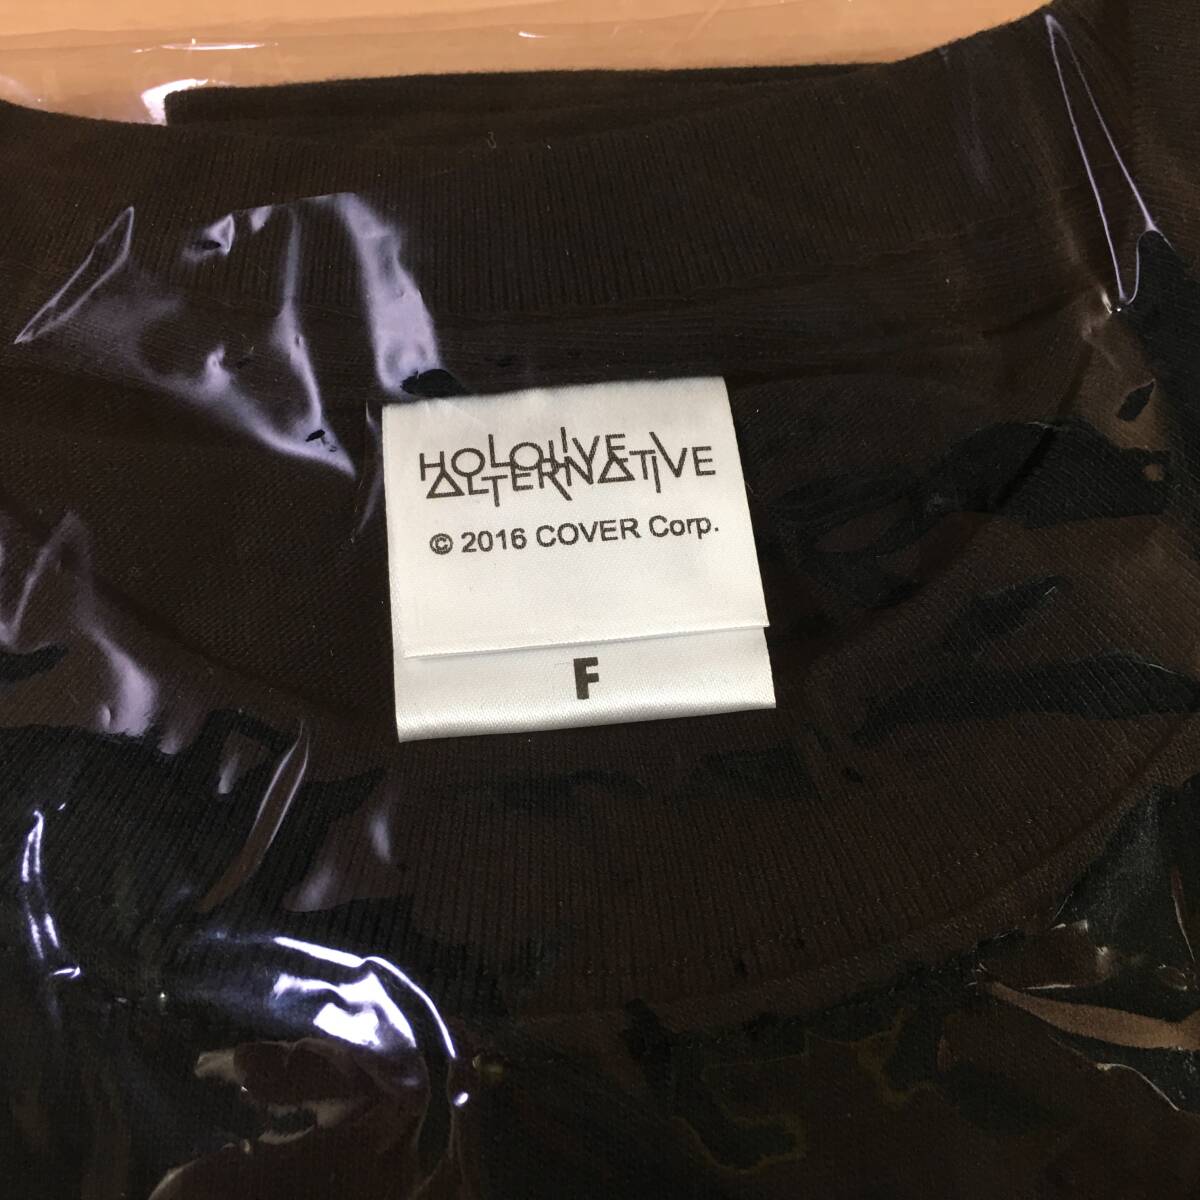 HOLOLIVE
ALTERNATIVE
© 2016 COVER Corp.
F